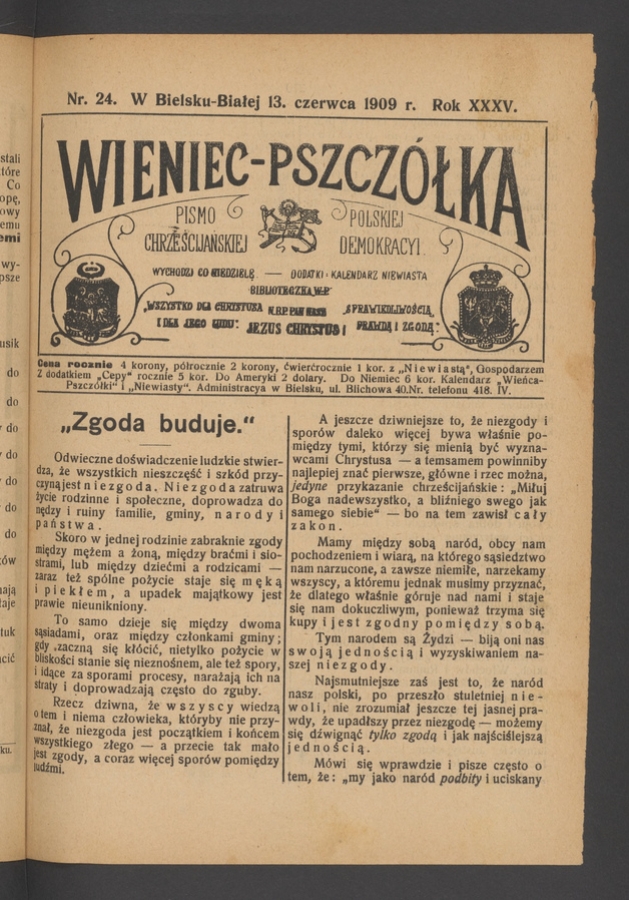 Nr. 24. W Bielsku-Białej 13. czerwca 1909 r. Rok XXXV.
WIENIEC-PSZCZÓŁKA
PISMO POLSKIEJ
CHRZEŚCIJAŃSKIEJ DEMOKRACYI
WYCHODZI CO NIEDZIELĘ — DODATKI: KALENDARZ NIEWIASTA
„WSZYSTKO DLA CHRYSTUSA „SPRAWIEDLIWOŚCIĄ,
I DLA JEGO LUDU". JEZUS CHRYSTUS! PRAWDĄ I ZGODĄ."
Cena rocznie 4 korony, półrocznie 2 korony, ćwierćrocznie 1 kor. z „Niewiastą", Gospodarzem
Z dodatkiem „Cepy" rocznie 5 kor. Do Ameryki 2 dolary. Do Niemiec 6 kor. Kalendarz „Wieńca-
Pszczółki" i „Niewiasty". Administracya w Bielsku, ul. Blichowa 40.Nr. telefonu 418. IV.
„Zgoda buduje."
Odwieczne doświadczenie ludzkie stwier-
dza, że wszystkich nieszczęść i szkód przy-
czyną jest niezgoda. Niezgoda zatruwa
życie rodzinne i społeczne, doprowadza do
nędzy i ruiny familie, gminy, narody i
państwa.
Skoro w jednej rodzinie zabraknie zgody
między mężem a żoną, między braćmi i sio-
strami, lub między dziećmi a rodzicami —
zaraz też spólne pożycie staje się męką
i piekłem, a upadek majątkowy jest
prawie nieunikniony.
To samo dzieje się między dwoma
sąsiadami, oraz między członkami gminy;
gdy zaczną się kłócić, nietylko pożycie w
bliskości stanie się nieznośnem, ale też spory,
i idące za sporami procesy, narażają ich na
straty i doprowadzają często do zguby.
Rzecz dziwna, że wszyscy wiedzą
o tem i niema człowieka, któryby nie przy-
znał, że niezgoda jest początkiem i końcem
wszystkiego złego — a przecie tak mało
jest zgody, a coraz więcej sporów pomiędzy
ludźmi.
A jeszcze dziwniejsze to, że niezgody i
sporów daleko więcej bywa właśnie po-
między tymi, którzy się mienią być wyzna-
wcami Chrystusa — a temsamem powinniby
najlepiej znać pierwsze, główne i rzec można,
jedyne przykazanie chrześcijańskie: „Miłuj
Boga nadewszystko, a bliźniego swego jak
samego siebie" — bo na tem zawisł cały
zakon.
Mamy między sobą naród, obcy nam
pochodzeniem i wiarą, na którego sąsiedztwo
nam narzucone, a zawsze niemiłe, narzekamy
wszyscy, a któremu jednak musimy przyznać,
że dlatego właśnie góruje nad nami i staje
się nam dokuczliwym, ponieważ trzyma się
kupy i jest zgodny pomiędzy sobą.
Tym narodem są Żydzi — biją oni nas
swoją jednością i wyzyskiwaniem na-
szej niezgody.
Najsmutniejsze zaś jest to, że naród
nasz polski, po przeszło stuletniej nie-
woli, nie zrozumiał jeszcze tej jasnej pra-
wdy, że upadłszy przez niezgodę — możemy
się dźwignąć tylko zgodą i jak najściślejszą
jednością.
Mówi się wprawdzie i pisze często o
tem, że: „my jako naród podbity i uciskany